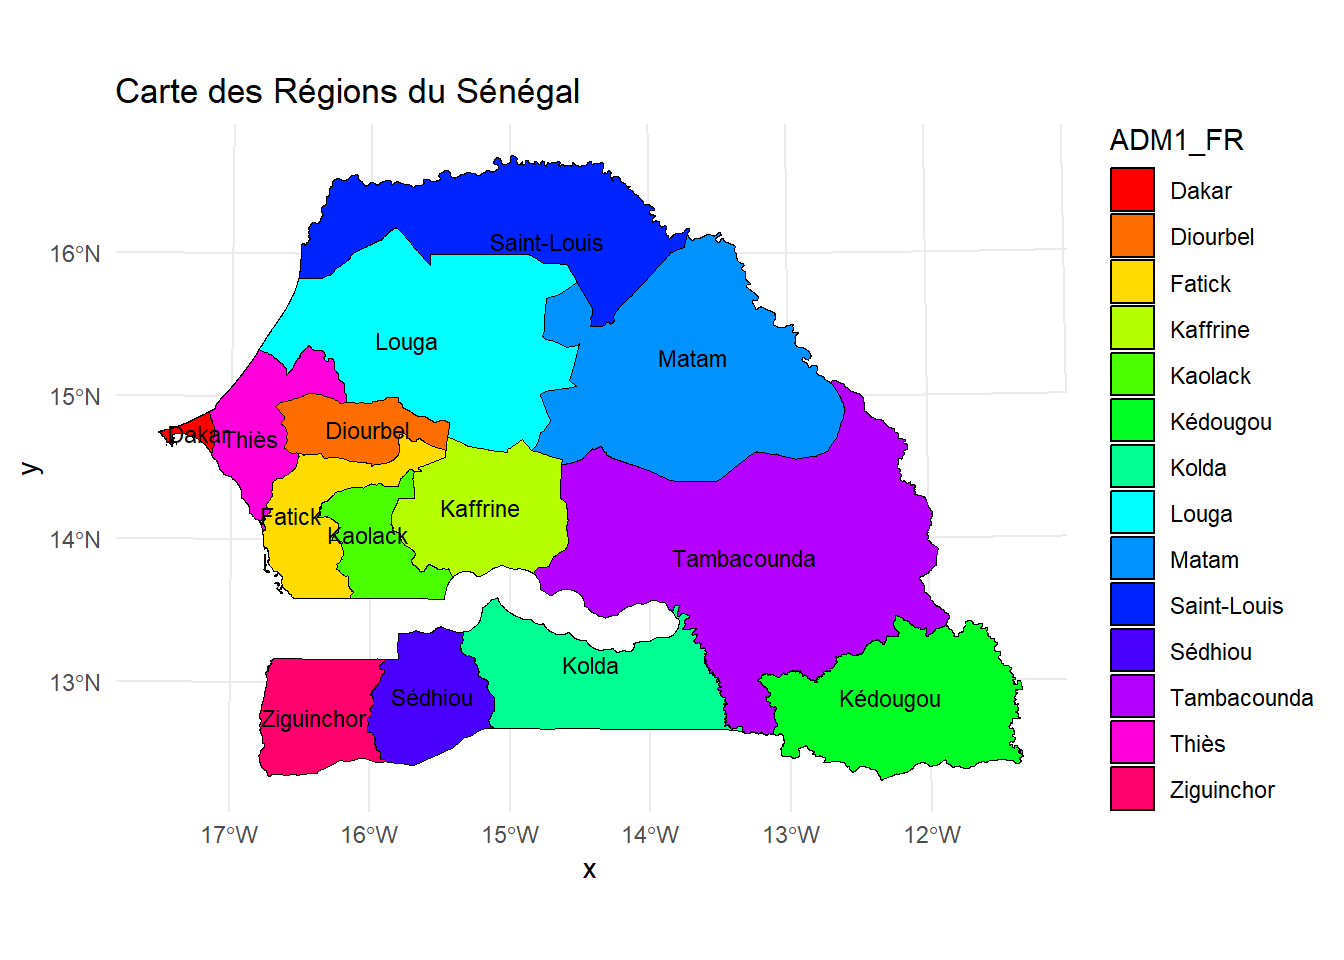 Carte des Régions du Sénégal
ADM1_FR
Dakar
Diourbel
Fatick
Kaffrine
Kaolack
Kédougou
Kolda
Louga
Matam
Saint-Louis
Sédhiou
Tambacounda
Thiès
Ziguinchor
16°N
15°N
14°N
13°N
y
Saint-Louis
Louga
Matam
Dakar
Thiès
Diourbel
Fatick
Kaolack
Kaffrine
Tambacounda
Kolda
Sédhiou
Ziguinchor
Kédougou
17°W
16°W
15°W
14°W
13°W
12°W
x